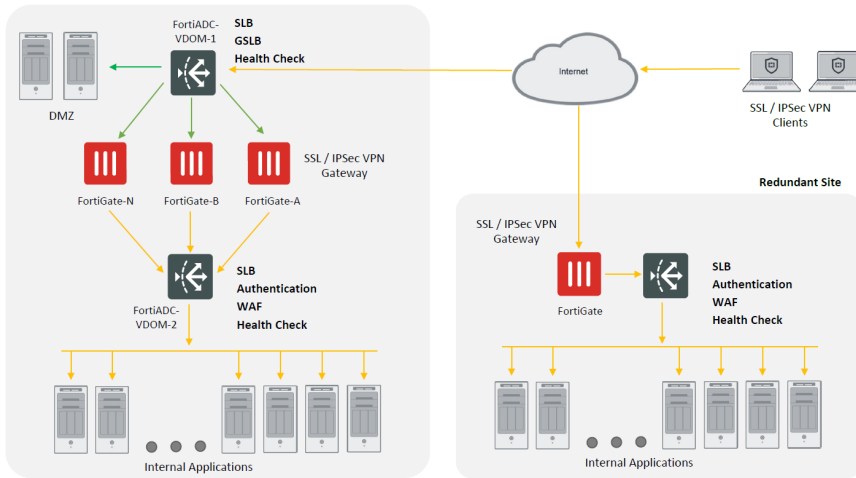 FortiADC-
VDOM-1
SLB
GSLB
Health Check
DMZ
SSL / IPSec VPN
Gateway
FortiGate-N
FortiGate-B
FortiGate-A
FortiADC-
VDOM-2
SLB
Authentication
WAF
Health Check
Internal Applications
Internet
SSL / IPSec VPN
Clients
Redundant Site
SSL / IPSec VPN
Gateway
FortiGate
SLB
Authentication
WAF
Health Check
Internal Applications